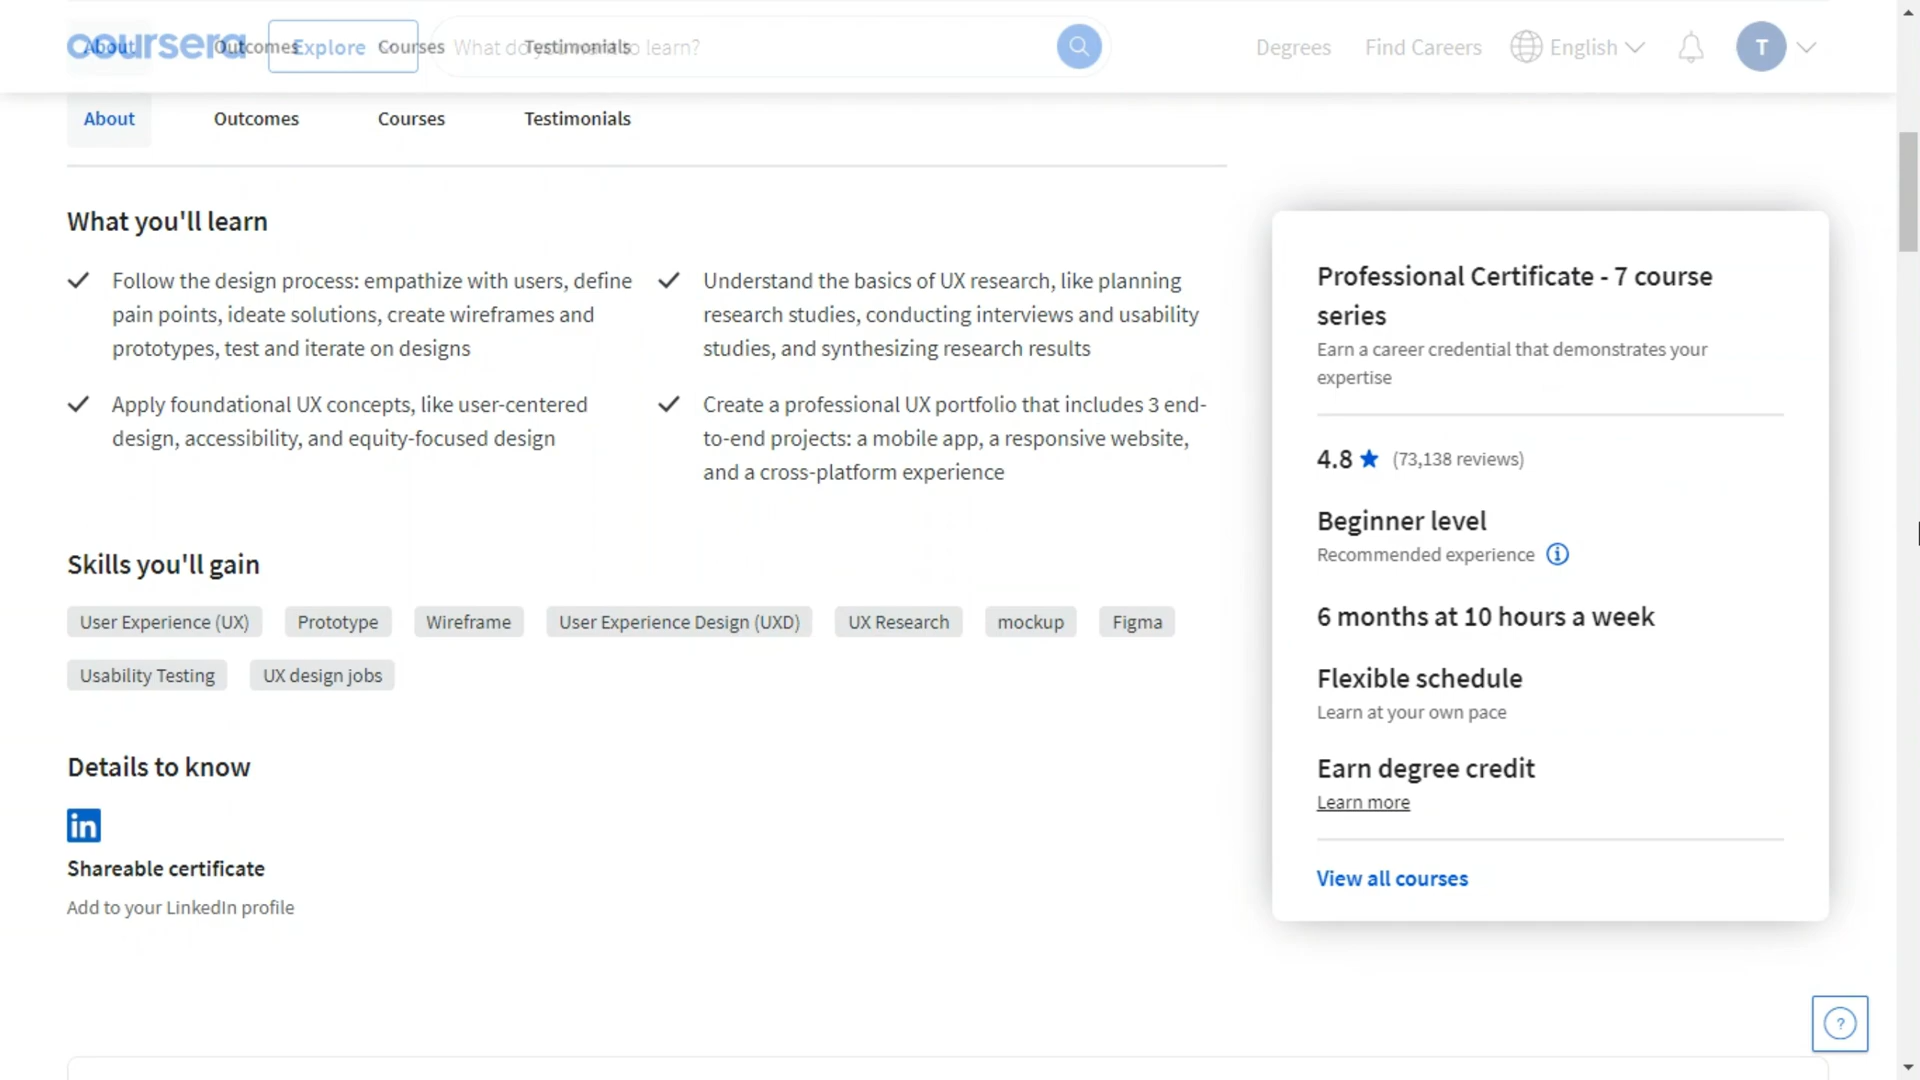 coursera
Explore
What do you want to learn?
Degrees
Find Careers
English
T
About
Outcomes
Courses
Testimonials
About
Outcomes
Courses
Testimonials
What you'll learn
Follow the design process: empathize with users, define
pain points, ideate solutions, create wireframes and
prototypes, test and iterate on designs
Understand the basics of UX research, like planning
research studies, conducting interviews and usability
studies, and synthesizing research results
Apply foundational UX concepts, like user-centered
design, accessibility, and equity-focused design
Create a professional UX portfolio that includes 3 end-
to-end projects: a mobile app, a responsive website,
and a cross-platform experience
Skills you'll gain
User Experience (UX)
Prototype
Wireframe
User Experience Design (UXD)
UX Research
mockup
Figma
Usability Testing
UX design jobs
Details to know
in
Shareable certificate
Add to your LinkedIn profile
Professional Certificate - 7 course
series
Earn a career credential that demonstrates your
expertise
4.8 ★ (73,138 reviews)
Beginner level
Recommended experience
6 months at 10 hours a week
Flexible schedule
Learn at your own pace
Earn degree credit
Learn more
View all courses
?